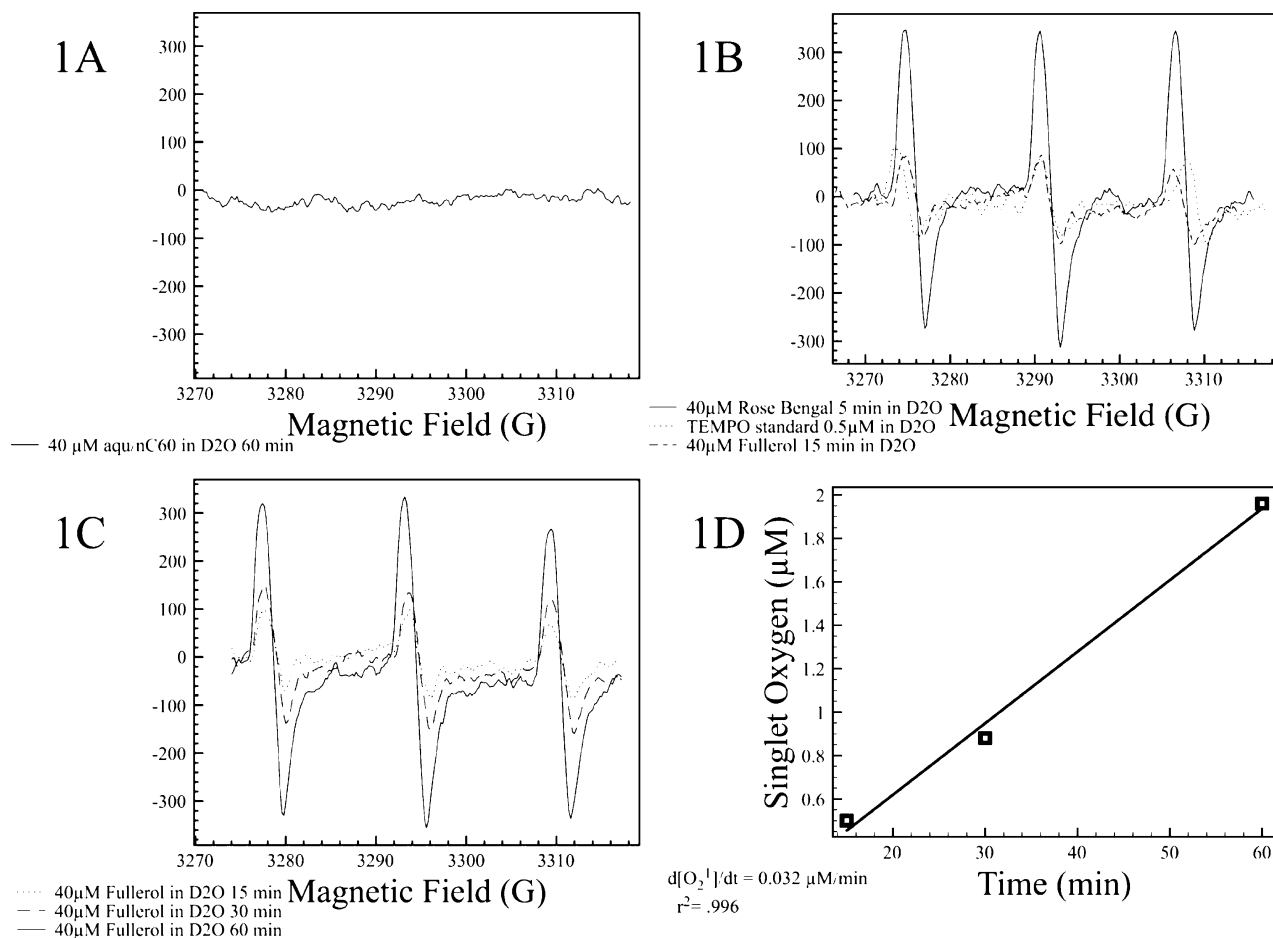 1A
300
200
100
0
-100
-200
-300
3270 3280 3290 3300 3310
Magnetic Field (G)
40 µM aqu/nC60 in D2O 60 min
1B
300
200
100
0
-100
-200
-300
3270 3280 3290 3300 3310
Magnetic Field (G)
40µM Rose Bengal 5 min in D2O
TEMPO standard 0.5µM in D2O
40µM Fullerol 15 min in D2O
1C
300
200
100
0
-100
-200
-300
3270 3280 3290 3300 3310
Magnetic Field (G)
40µM Fullerol in D2O 15 min
40µM Fullerol in D2O 30 min
40µM Fullerol in D2O 60 min
1D
Singlet Oxygen (µM)
2
1.8
1.6
1.4
1.2
1
0.8
0.6
20 30 40 50 60
Time (min)
d[O₂¹]/dt = 0.032 µM/min
r²= .996